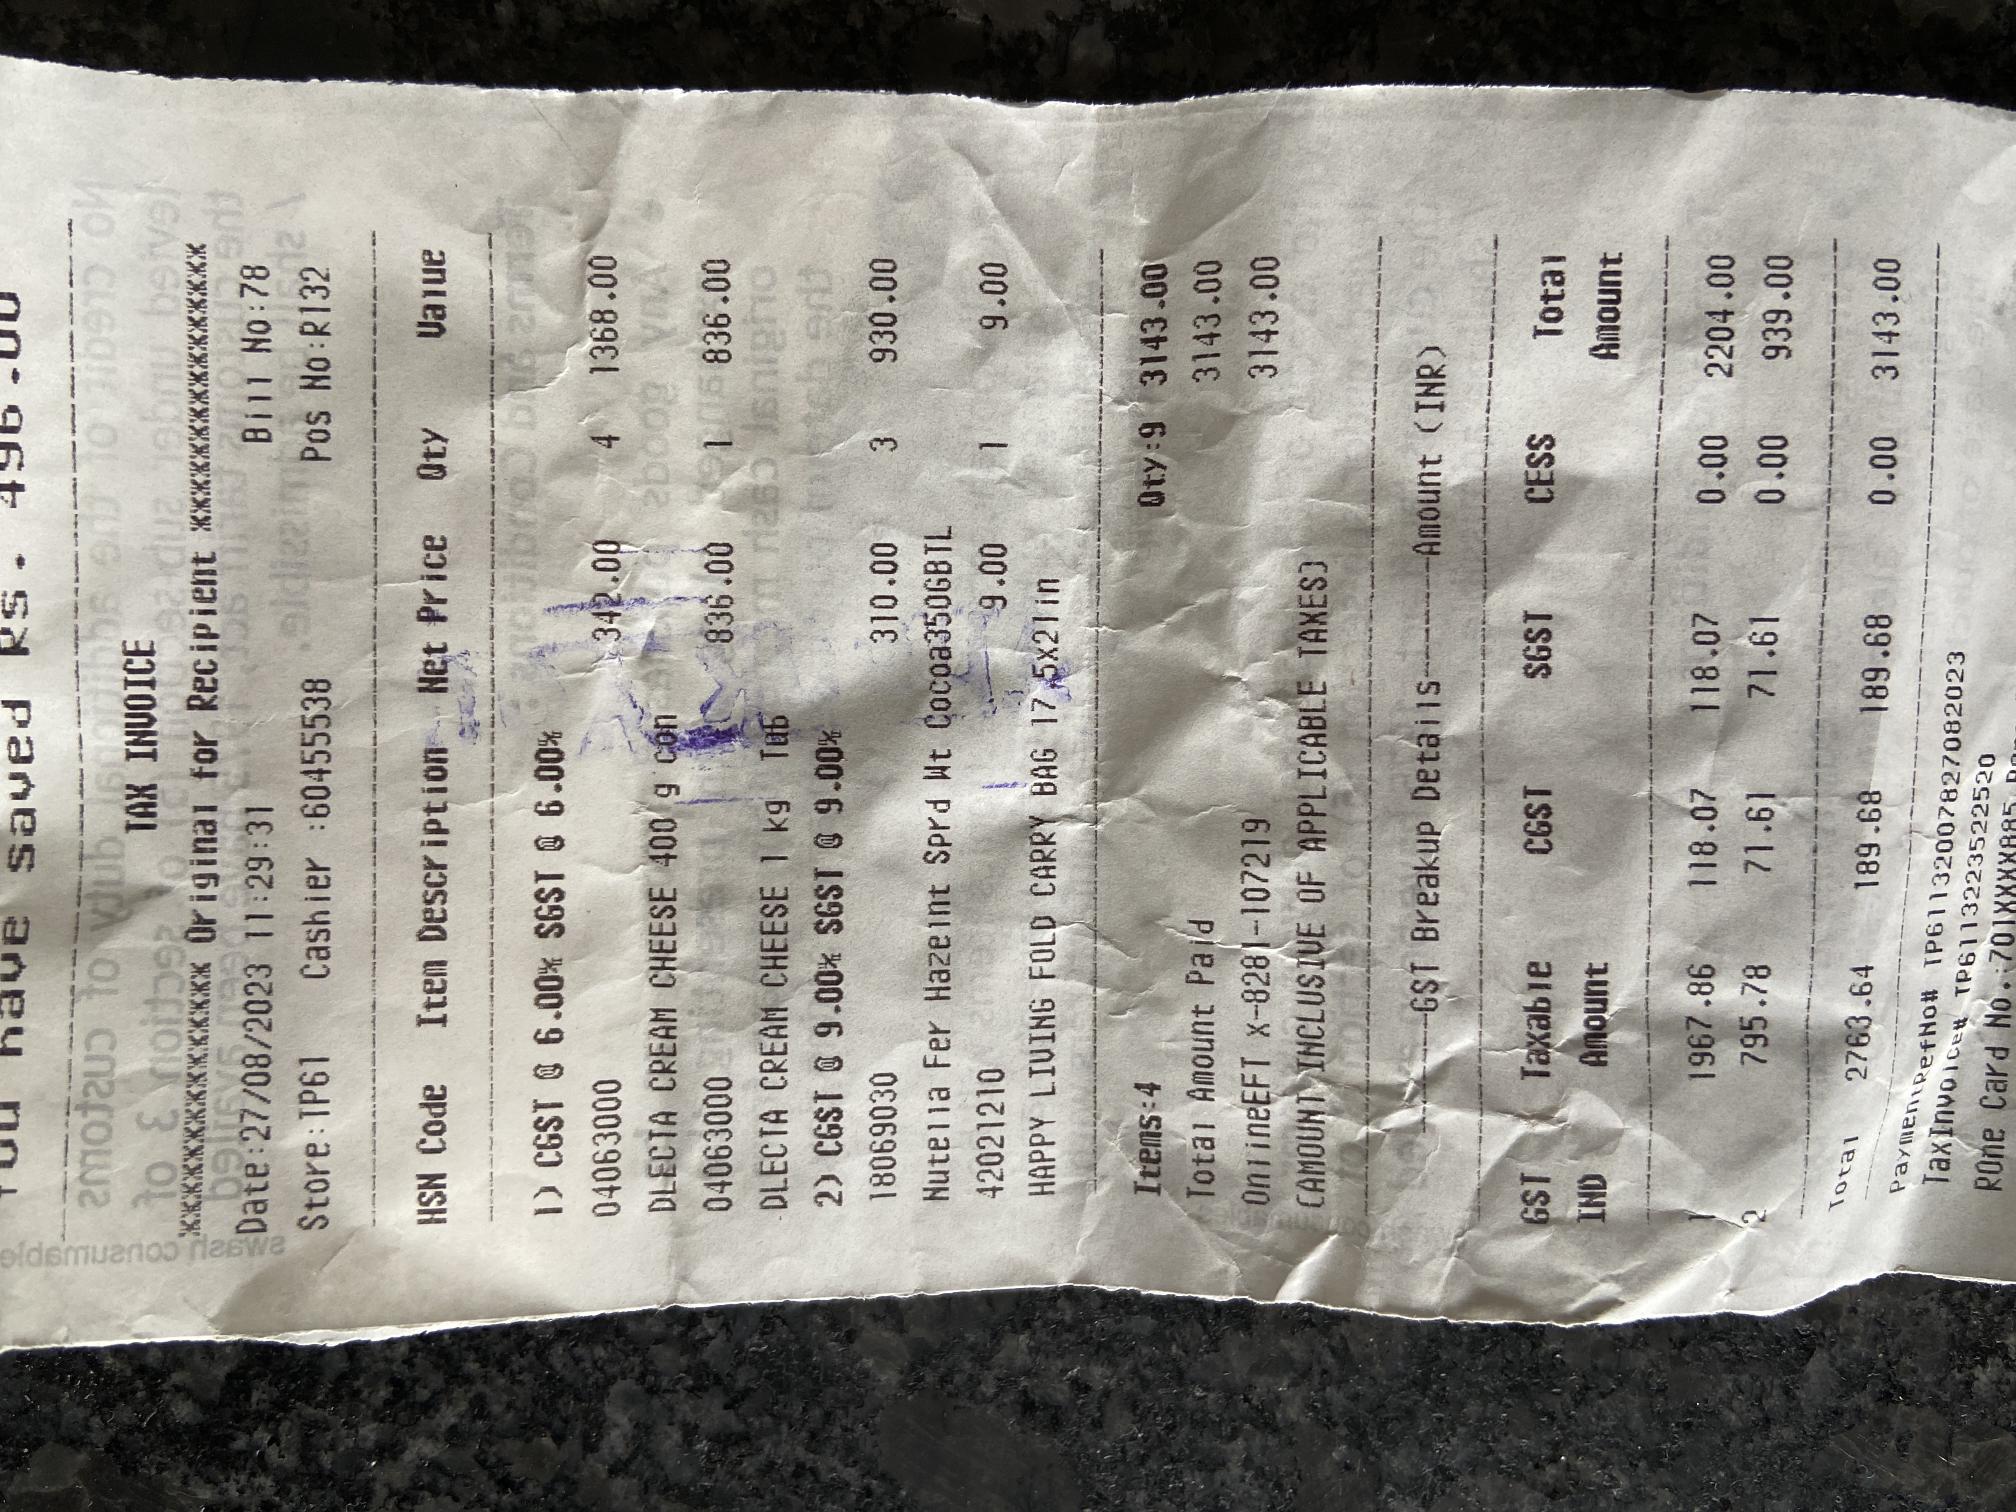 You have saved Rs. 496.00
TAX INVOICE
xxxxxxxxxxxxxxxxx Original for Recipient xxxxxxxxxxxxxxxxx
Date:27/08/2023 11:29:31 Bill No:78
Store:TP61 Cashier :60455538 Pos No:R132
HSN Code Item Description Net Price Qty Value
1) CGST @ 6.00% SGST @ 6.00%
04063000 342.00 4 1368.00
DLECTA CREAM CHEESE 400 g con
04063000 836.00 1 836.00
DLECTA CREAM CHEESE 1 kg Tub
2) CGST @ 9.00% SGST @ 9.00%
18069030 310.00 3 930.00
Nutella Fer Hazelnt Sprd Wt Cocoa350GBTL
42021210 9.00 1 9.00
HAPPY LIVING FOLD CARRY BAG 17.5x21in
Items:4 Qty:9 3143.00
Total Amount Paid 3143.00
OnlineEFT x-8281-107219 3143.00
(AMOUNT INCLUSIVE OF APPLICABLE TAXES)
------GST Breakup Details------Amount (INR)
GST Taxable CGST SGST CESS Total
IND Amount Amount
1 1967.86 118.07 118.07 0.00 2204.00
2 795.78 71.61 71.61 0.00 939.00
Total 2763.64 189.68 189.68 0.00 3143.00
PaymentRefNo# TP61132007827082023
TaxInvoice# TP61132235222520
ROne Card No.:701XXXX885